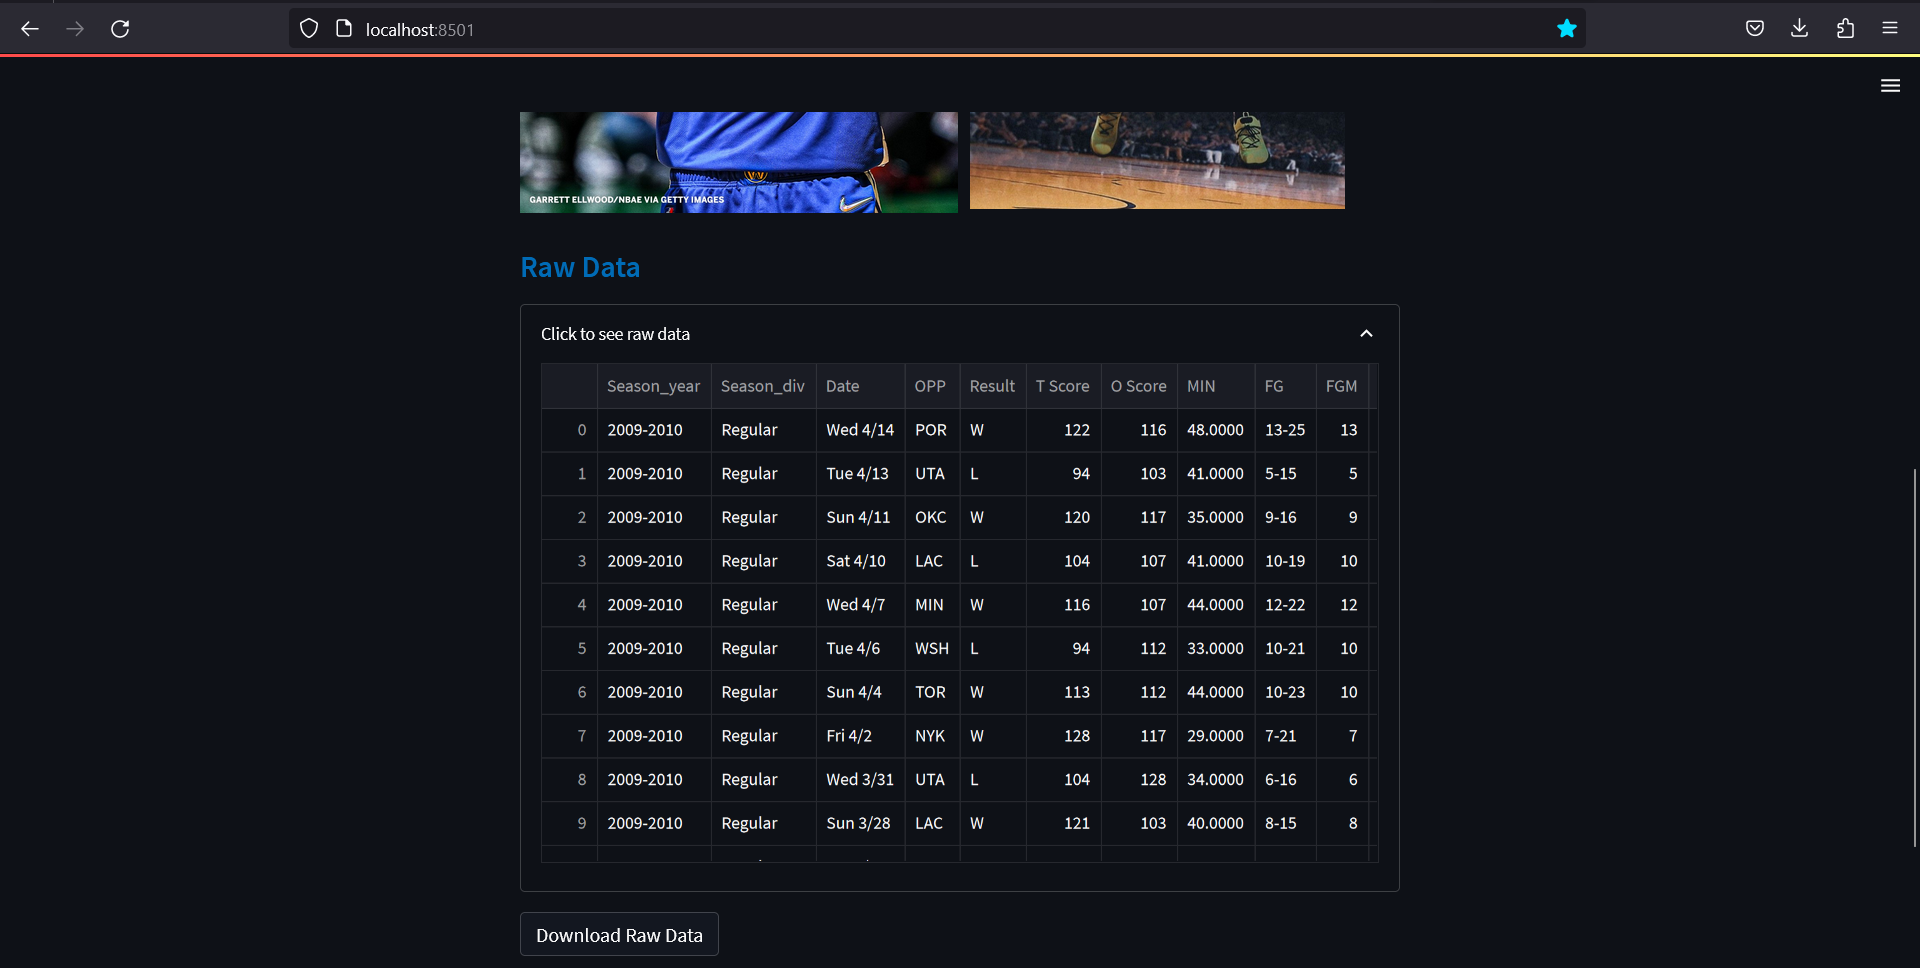 localhost:8501
GARRETT ELLWOOD/NBAE VIA GETTY IMAGES
Raw Data
Click to see raw data
Season_year Season_div Date OPP Result T Score O Score MIN FG FGM
0 2009-2010 Regular Wed 4/14 POR W 122 116 48.0000 13-25 13
1 2009-2010 Regular Tue 4/13 UTA L 94 103 41.0000 5-15 5
2 2009-2010 Regular Sun 4/11 OKC W 120 117 35.0000 9-16 9
3 2009-2010 Regular Sat 4/10 LAC L 104 107 41.0000 10-19 10
4 2009-2010 Regular Wed 4/7 MIN W 116 107 44.0000 12-22 12
5 2009-2010 Regular Tue 4/6 WSH L 94 112 33.0000 10-21 10
6 2009-2010 Regular Sun 4/4 TOR W 113 112 44.0000 10-23 10
7 2009-2010 Regular Fri 4/2 NYK W 128 117 29.0000 7-21 7
8 2009-2010 Regular Wed 3/31 UTA L 104 128 34.0000 6-16 6
9 2009-2010 Regular Sun 3/28 LAC W 121 103 40.0000 8-15 8
Download Raw Data